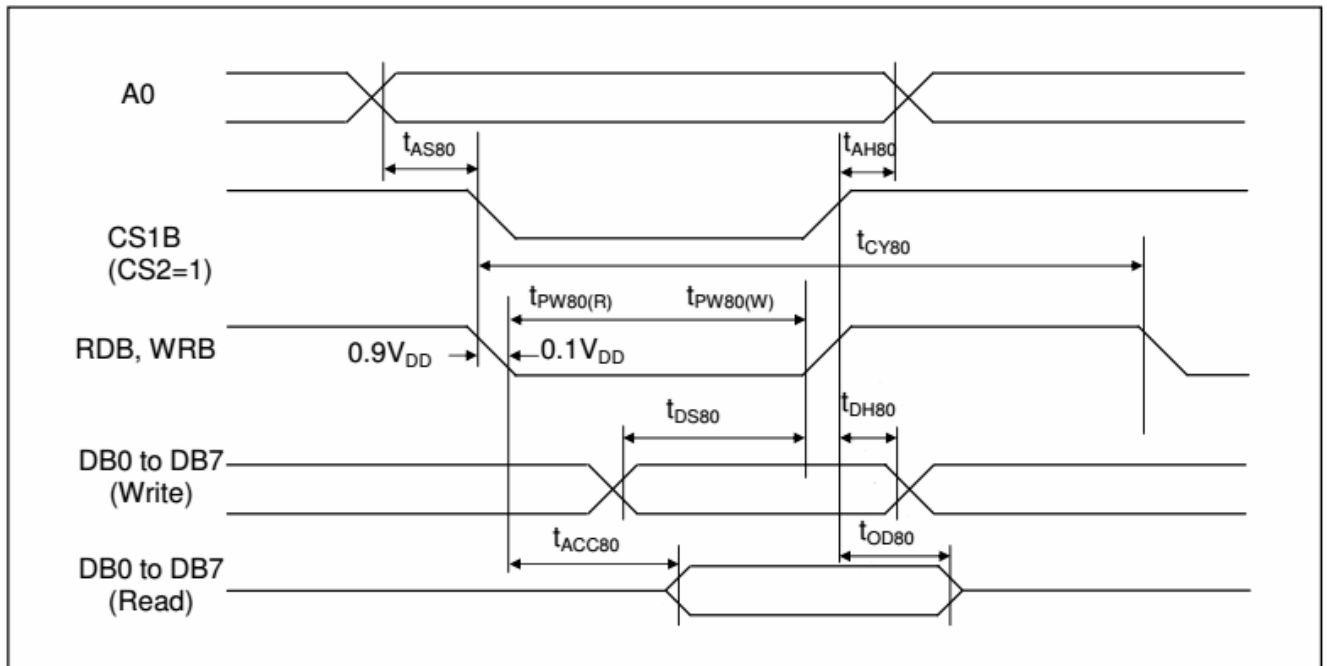 A0
tAS80
tAH80
CS1B
(CS2=1)
tCY80
tPW80(R) tPW80(W)
RDB, WRB
0.9VDD
0.1VDD
tDS80
tDH80
DB0 to DB7
(Write)
tACC80
tOD80
DB0 to DB7
(Read)